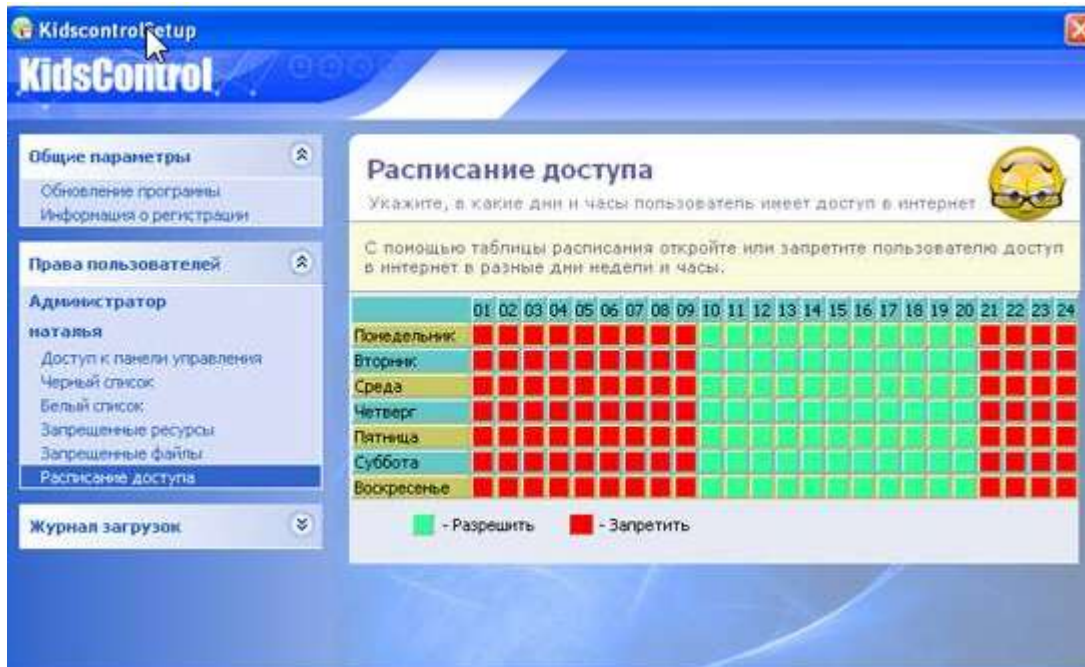 KidscontrolSetup
KidsControl
Общие параметры
Обновление программы
Информация о регистрации
Права пользователей
Администратор
наталья
Доступ к панели управления
Черный список
Белый список
Запрещенные ресурсы
Запрещенные файлы
Расписание доступа
Журнал загрузок
Расписание доступа
Укажите, в какие дни и часы пользователь имеет доступ в интернет
С помощью таблицы расписания откройте или запретите пользователю доступ
в интернет в разные дни недели и часы.
01 02 03 04 05 06 07 08 09 10 11 12 13 14 15 16 17 18 19 20 21 22 23 24
Понедельник
Вторник
Среда
Четверг
Пятница
Суббота
Воскресенье
- Разрешить - Запретить